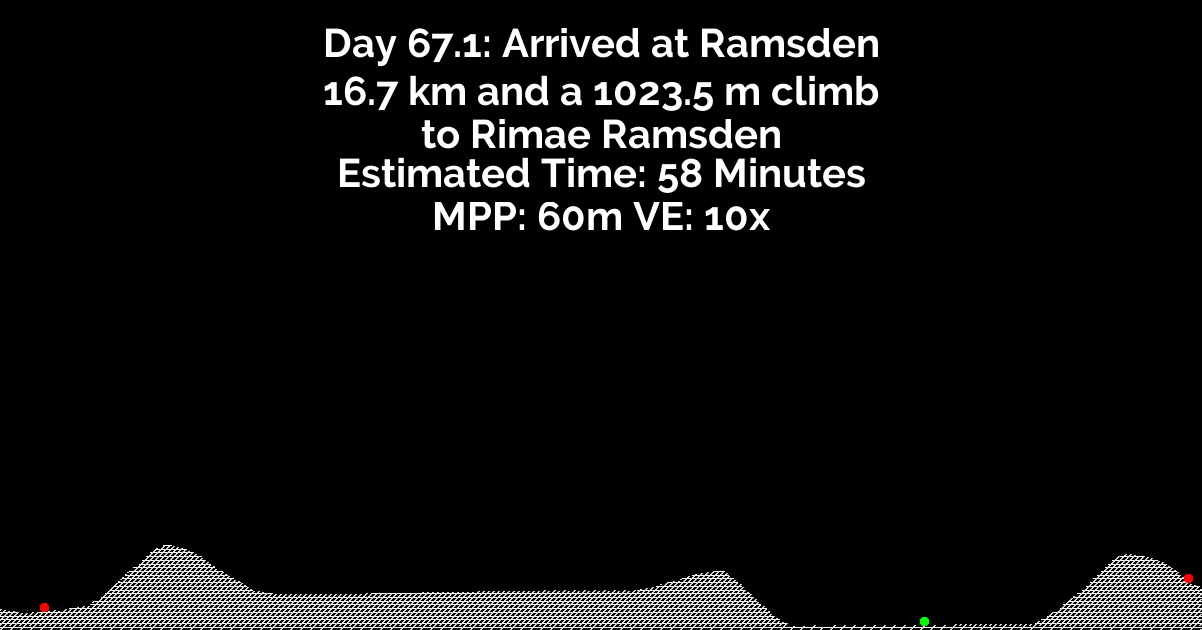 Day 67.1: Arrived at Ramsden
16.7 km and a 1023.5 m climb
to Rimae Ramsden
Estimated Time: 58 Minutes
MPP: 60m VE: 10x